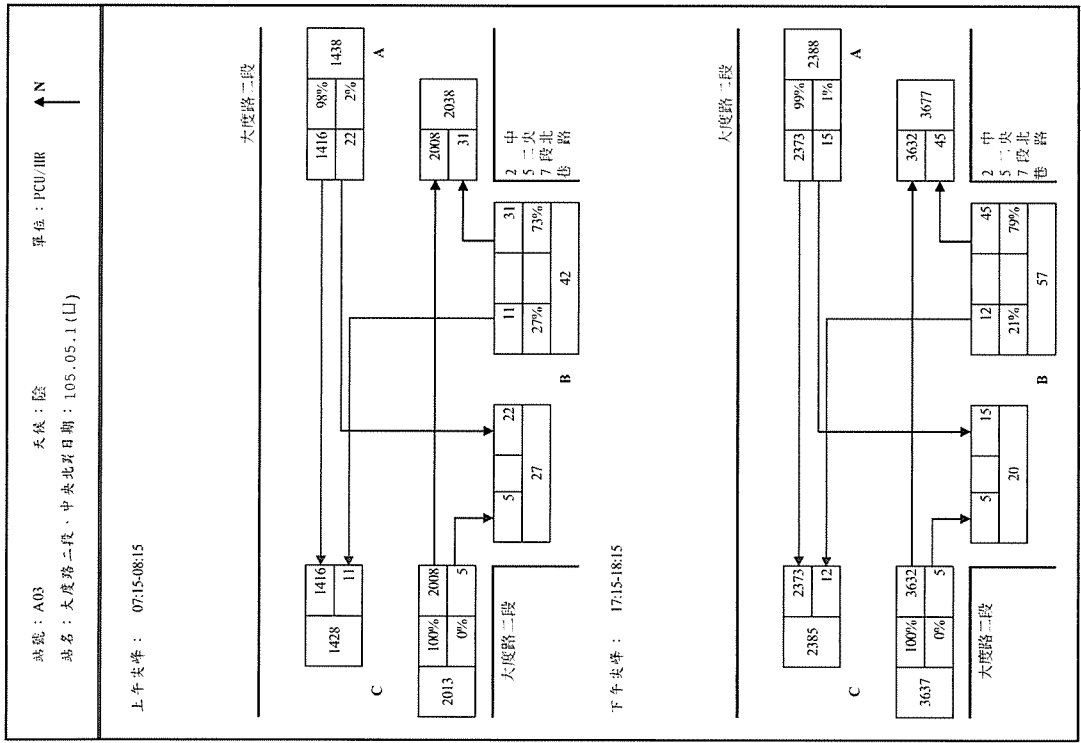 站號：A03 天候：陰 單位：PCU/HR N
站名：大度路二段、中央北 日期：105.05.1
上午尖峰： 07:15-08:15
大度路二段
1416 1416 98% 1438 A
1428 11 22 2%
C 100% 2008 2008 2038
2013 0% 5 31
大度路二段
5 22 11 31
27 27% 73%
B 42
中央北路
二段
257巷
下午尖峰： 17:15-18:15
大度路二段
2373 2373 99% 2388 A
2385 12 15 1%
C 100% 3632 3632 3677
3637 0% 5 45
大度路二段
5 15 12 45
20 21% 79%
B 57
中央北路
二段
257巷